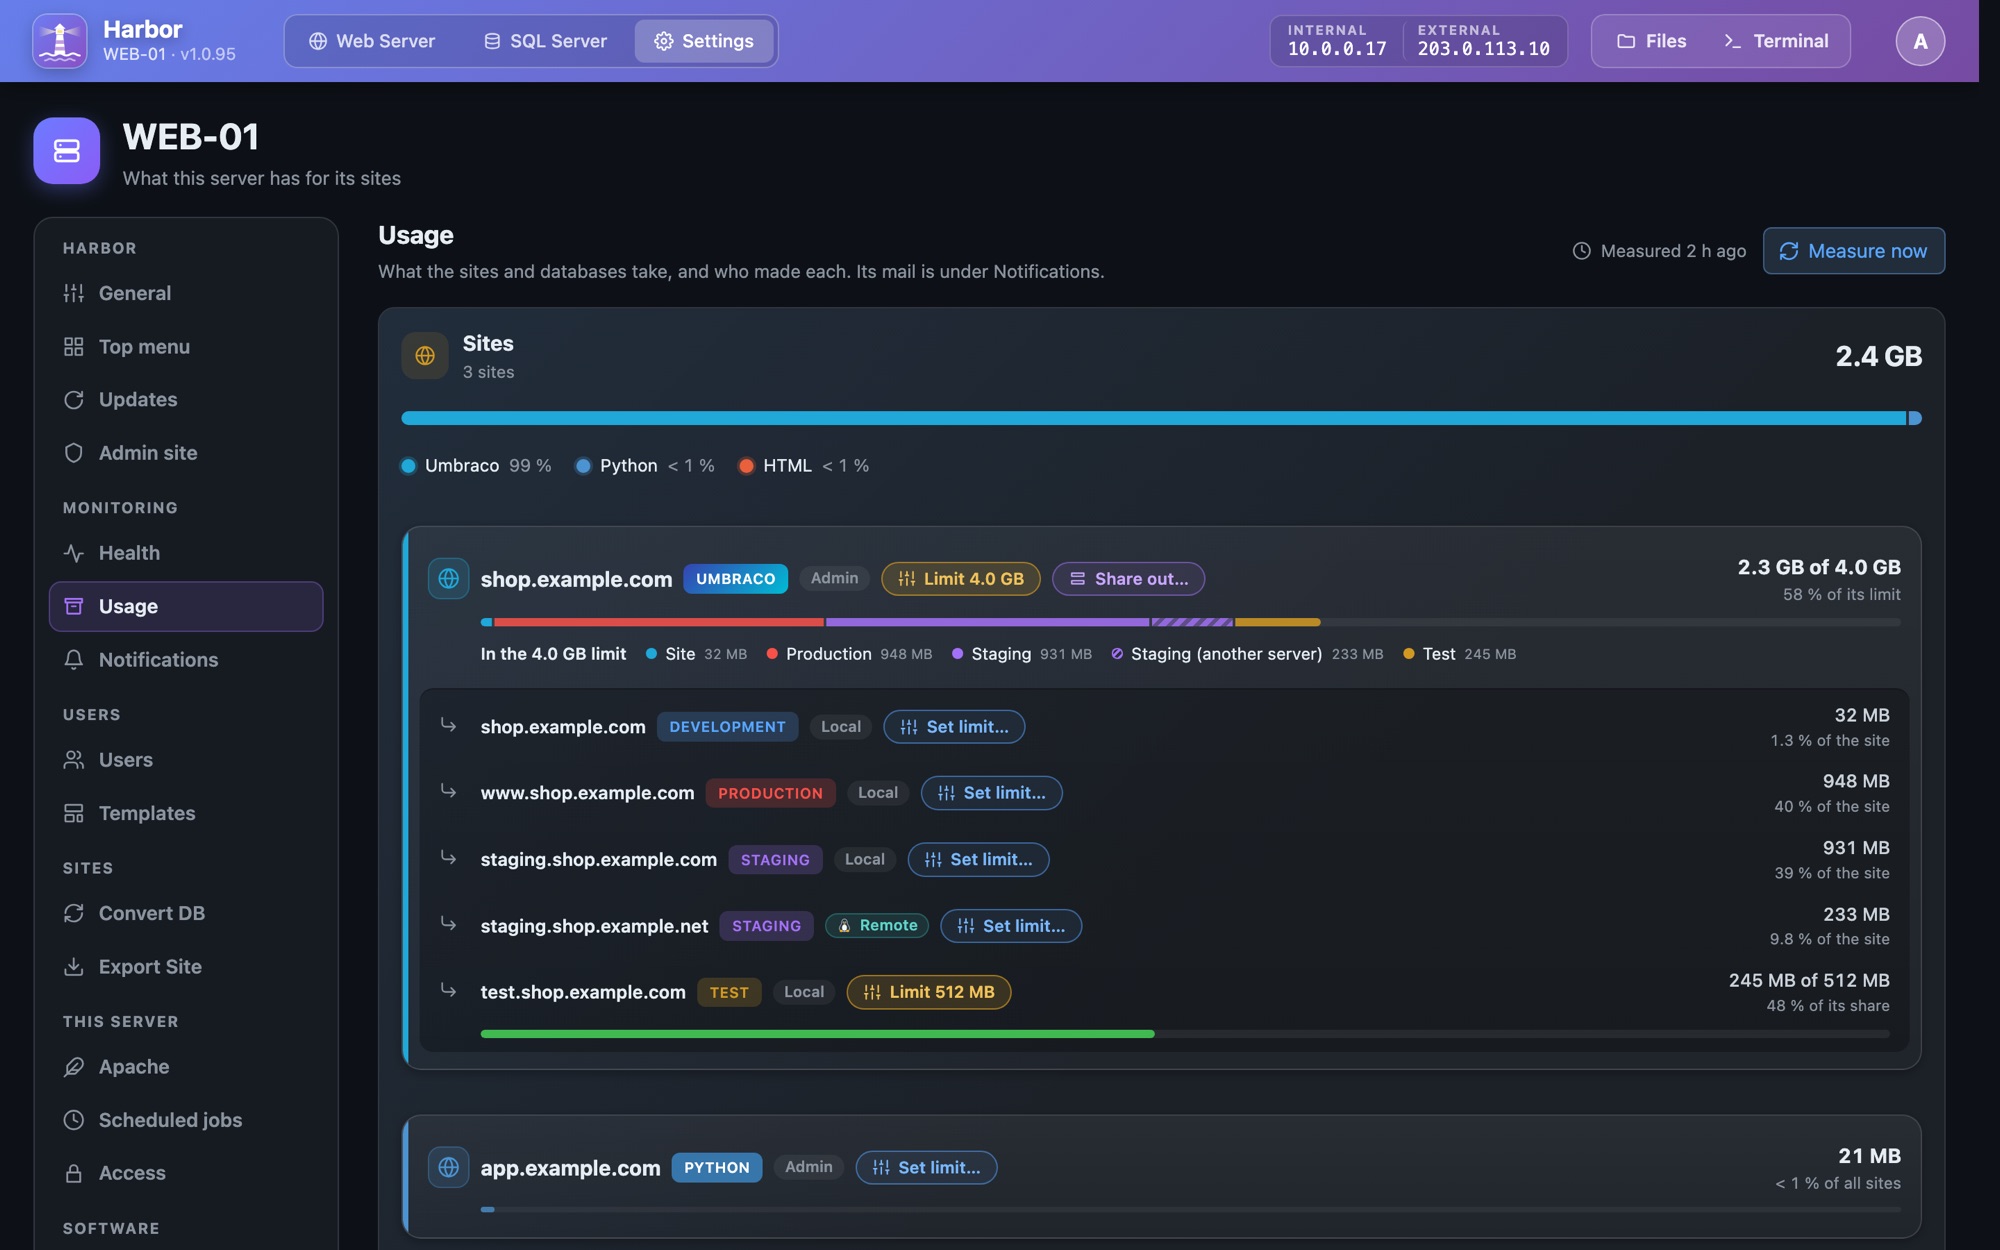 Harbor
WEB-01 · v1.0.95
Web Server
SQL Server
Settings
INTERNAL
10.0.0.17
EXTERNAL
203.0.113.10
Files
Terminal
A
WEB-01
What this server has for its sites
HARBOR
General
Top menu
Updates
Admin site
MONITORING
Health
Usage
Notifications
USERS
Users
Templates
SITES
Convert DB
Export Site
THIS SERVER
Apache
Scheduled jobs
Access
SOFTWARE
Usage
What the sites and databases take, and who made each. Its mail is under Notifications.
Measured 2 h ago
Measure now
Sites
3 sites
2.4 GB
Umbraco 99 % Python < 1 % HTML < 1 %
shop.example.com UMBRACO Admin Limit 4.0 GB Share out...
2.3 GB of 4.0 GB
58 % of its limit
In the 4.0 GB limit Site 32 MB Production 948 MB Staging 931 MB Staging (another server) 233 MB Test 245 MB
shop.example.com DEVELOPMENT Local Set limit...
32 MB
1.3 % of the site
www.shop.example.com PRODUCTION Local Set limit...
948 MB
40 % of the site
staging.shop.example.com STAGING Local Set limit...
931 MB
39 % of the site
staging.shop.example.net STAGING Remote Set limit...
233 MB
9.8 % of the site
test.shop.example.com TEST Local Limit 512 MB
245 MB of 512 MB
48 % of its share
app.example.com PYTHON Admin Set limit...
21 MB
< 1 % of all sites